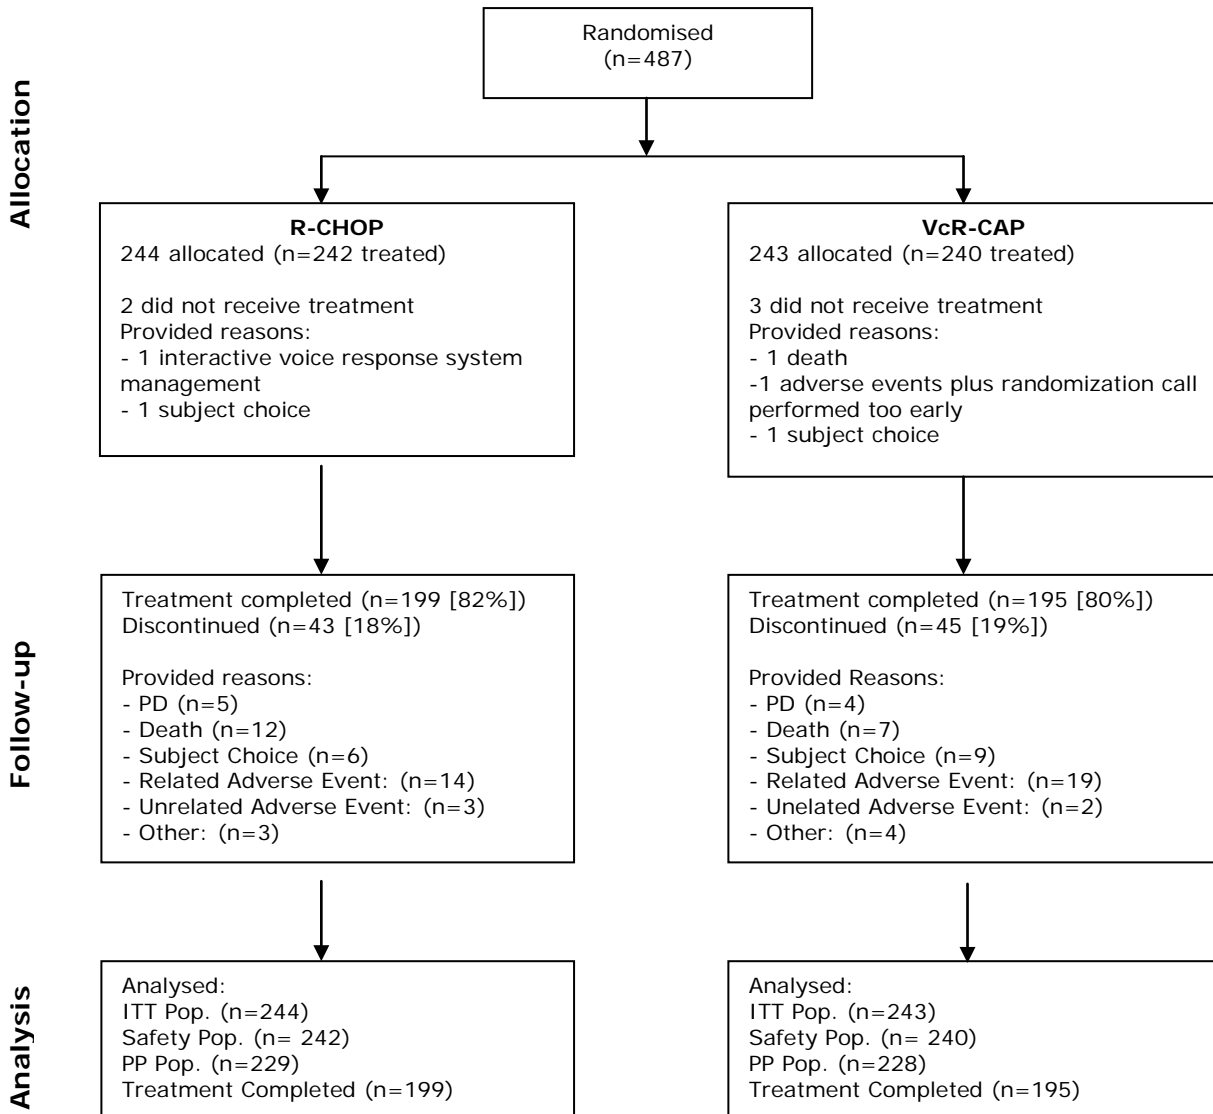 Allocation
Randomised
(n=487)
R-CHOP
244 allocated (n=242 treated)
2 did not receive treatment
Provided reasons:
- 1 interactive voice response system
management
- 1 subject choice
VcR-CAP
243 allocated (n=240 treated)
3 did not receive treatment
Provided reasons:
- 1 death
-1 adverse events plus randomization call
performed too early
- 1 subject choice
Follow-up
Treatment completed (n=199 [82%])
Discontinued (n=43 [18%])
Provided reasons:
- PD (n=5)
- Death (n=12)
- Subject Choice (n=6)
- Related Adverse Event: (n=14)
- Unrelated Adverse Event: (n=3)
- Other: (n=3)
Treatment completed (n=195 [80%])
Discontinued (n=45 [19%])
Provided Reasons:
- PD (n=4)
- Death (n=7)
- Subject Choice (n=9)
- Related Adverse Event: (n=19)
- Unelated Adverse Event: (n=2)
- Other: (n=4)
Analysis
Analysed:
ITT Pop. (n=244)
Safety Pop. (n= 242)
PP Pop. (n=229)
Treatment Completed (n=199)
Analysed:
ITT Pop. (n=243)
Safety Pop. (n= 240)
PP Pop. (n=228)
Treatment Completed (n=195)